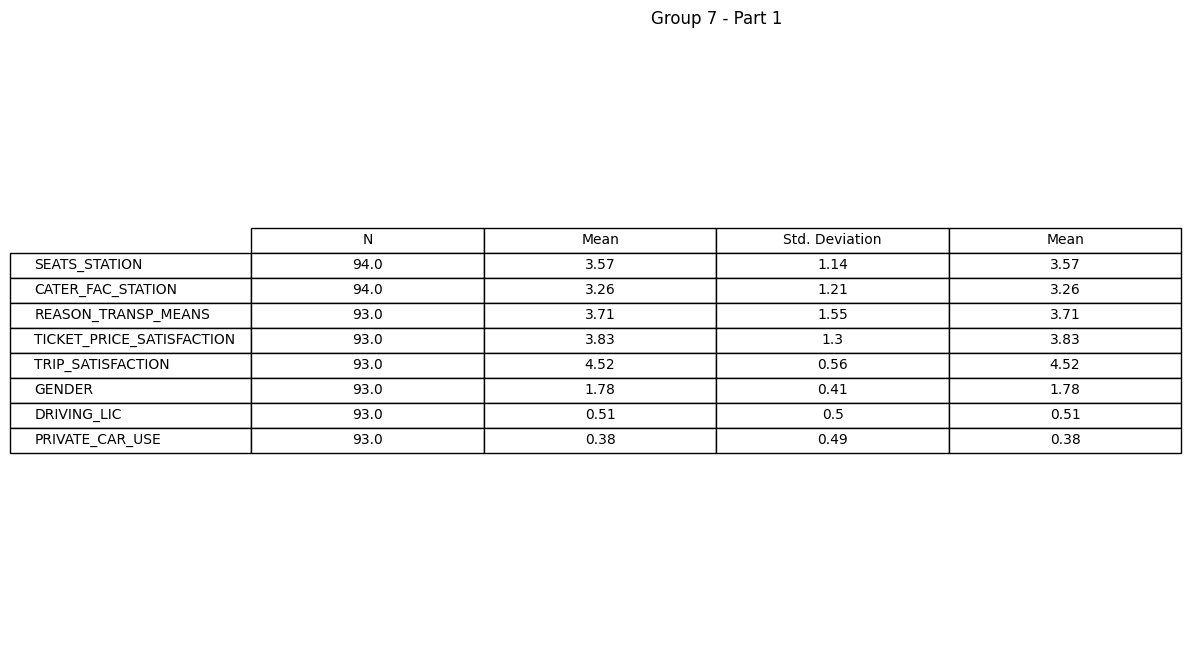 Group 7 - Part 1
N Mean Std. Deviation Mean
SEATS_STATION 94.0 3.57 1.14 3.57
CATER_FAC_STATION 94.0 3.26 1.21 3.26
REASON_TRANSP_MEANS 93.0 3.71 1.55 3.71
TICKET_PRICE_SATISFACTION 93.0 3.83 1.3 3.83
TRIP_SATISFACTION 93.0 4.52 0.56 4.52
GENDER 93.0 1.78 0.41 1.78
DRIVING_LIC 93.0 0.51 0.5 0.51
PRIVATE_CAR_USE 93.0 0.38 0.49 0.38